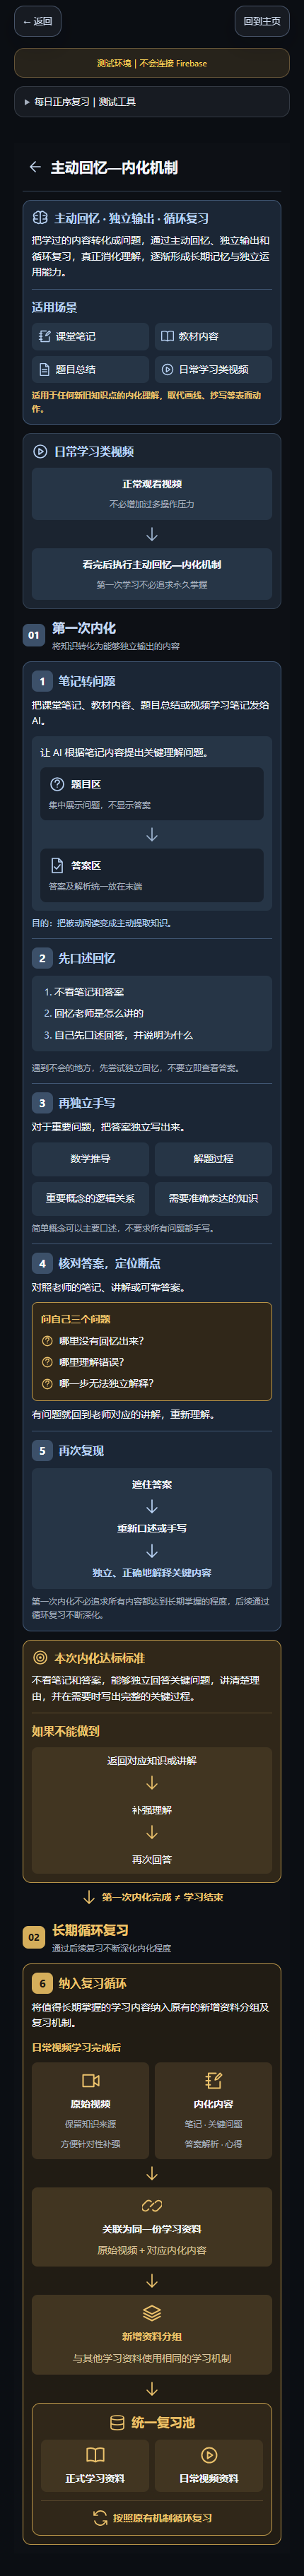 ← 返回
回到主页
测试环境 | 不会连接 Firebase
▶ 每日正序复习 | 测试工具
← 主动回忆—内化机制
主动回忆 · 独立输出 · 循环复习
把学过的内容转化成问题，通过主动回忆、独立输出和
循环复习，真正消化理解，逐渐形成长期记忆与独立运
用能力。
适用场景
课堂笔记
教材内容
题目总结
日常学习类视频
适用于任何新旧知识点的内化理解，取代画线、抄写等表面动
作。
日常学习类视频
正常观看视频
不必增加过多操作压力
↓
看完后执行主动回忆—内化机制
第一次学习不必追求永久掌握
01
第一次内化
将知识转化为能够独立输出的内容
1 笔记转问题
把课堂笔记、教材内容、题目总结或视频学习笔记发给
AI。
让 AI 根据笔记内容提出关键理解问题。
题目区
集中展示问题，不显示答案
↓
答案区
答案及解析统一放在末端
目的：把被动阅读变成主动提取知识。
2 先口述回忆
1. 不看笔记和答案
2. 回忆老师是怎么讲的
3. 自己先口述回答，并说明为什么
遇到不会的地方，先尝试独立回忆，不要立即查看答案。
3 再独立手写
对于重要问题，把答案独立写出来。
数学推导
解题过程
重要概念的逻辑关系
需要准确表达的知识
简单概念可以主要口述，不要求所有问题都手写。
4 核对答案，定位断点
对照老师的笔记、讲解或可靠答案。
问自己三个问题
哪里没有回忆出来？
哪里理解错误？
哪一步无法独立解释？
有问题就回到老师对应的讲解，重新理解。
5 再次复现
遮住答案
↓
重新口述或手写
↓
独立、正确地解释关键内容
第一次内化不必追求所有内容都达到长期掌握的程度，后续通过
循环复习不断深化。
本次内化达标标准
不看笔记和答案，能够独立回答关键问题，讲清楚理
由，并在需要时写出完整的关键过程。
如果不能做到
返回对应知识或讲解
↓
补强理解
↓
再次回答
↓ 第一次内化完成 ≠ 学习结束
02
长期循环复习
通过后续复习不断深化内化程度
6 纳入复习循环
将值得长期掌握的学习内容纳入原有的新增资料分组及
复习机制。
日常视频学习完成后
原始视频
保留知识来源
方便针对性补强
内化内容
笔记 · 关键问题
答案解析 · 心得
↓
关联为同一份学习资料
原始视频 + 对应内化内容
↓
新增资料分组
与其他学习资料使用相同的学习机制
↓
统一复习池
正式学习资料
日常视频资料
按照原有机制循环复习